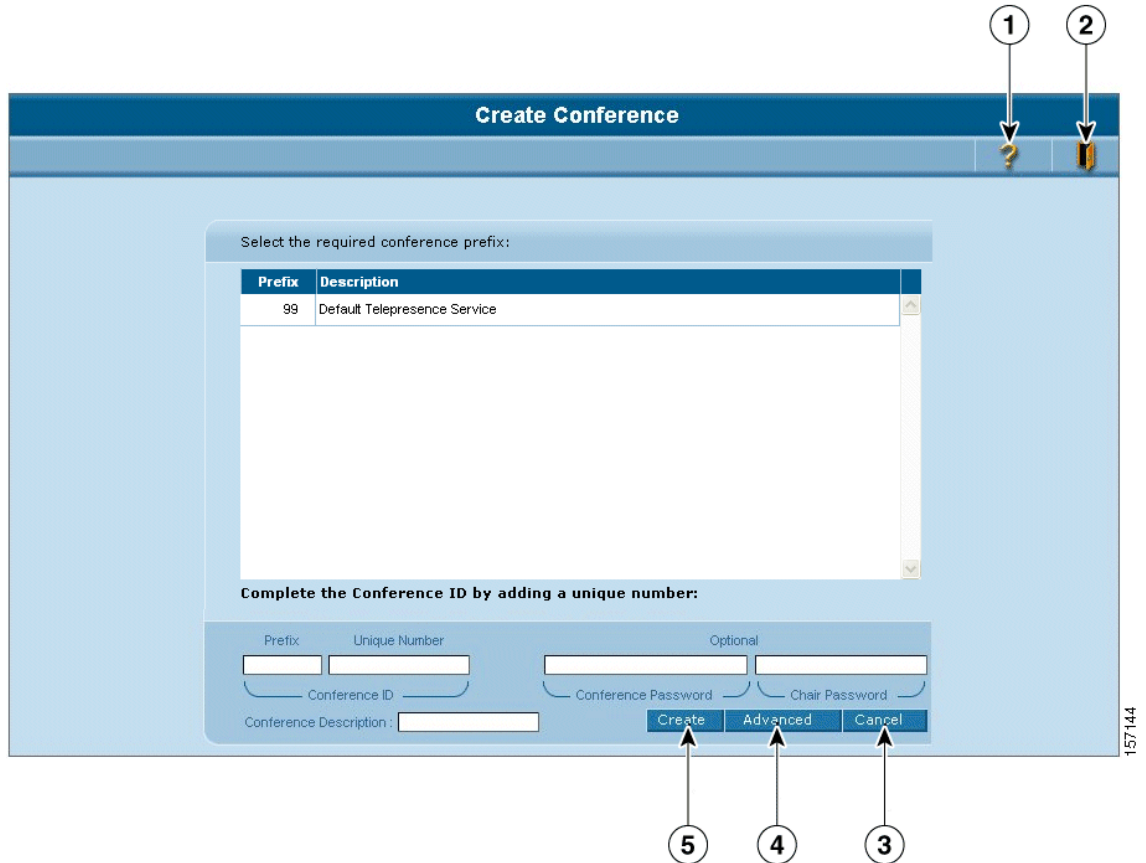 1 2
Create Conference
?
Select the required conference prefix:
Prefix Description
99 Default Telepresence Service
Complete the Conference ID by adding a unique number:
Prefix Unique Number Optional
Conference ID Conference Password Chair Password
Conference Description : Create Advanced Cancel
157144
5 4 3